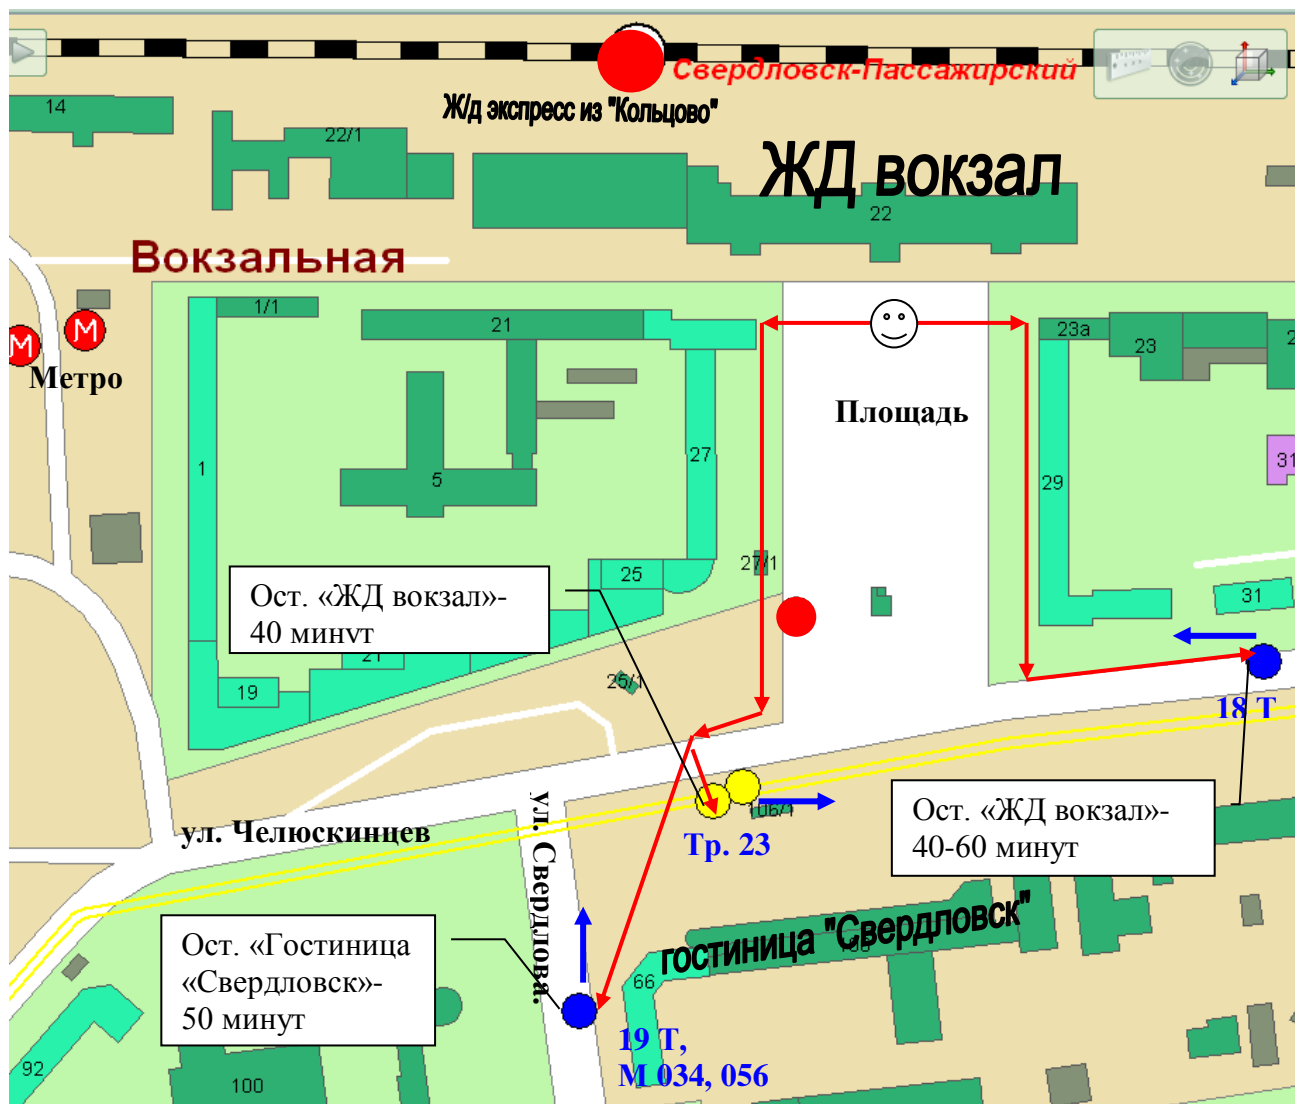 Свердловск-Пассажирский
Ж/д экспресс из "Кольцово"
14
22/1
ЖД вокзал
22
Вокзальная
1/1
21
23а
23
2
М
М
Метро
Площадь
1
5
27
29
31
27/1
25
31
Ост. «ЖД вокзал»-
40 минут
21
19
25/1
18 Т
Ост. «ЖД вокзал»-
40-60 минут
106/1
Тр. 23
ул. Челюскинцев
ул. Свердлова.
гостиница "Свердловск"
66
Ост. «Гостиница
«Свердловск»-
50 минут
19 Т,
М 034, 056
92
100